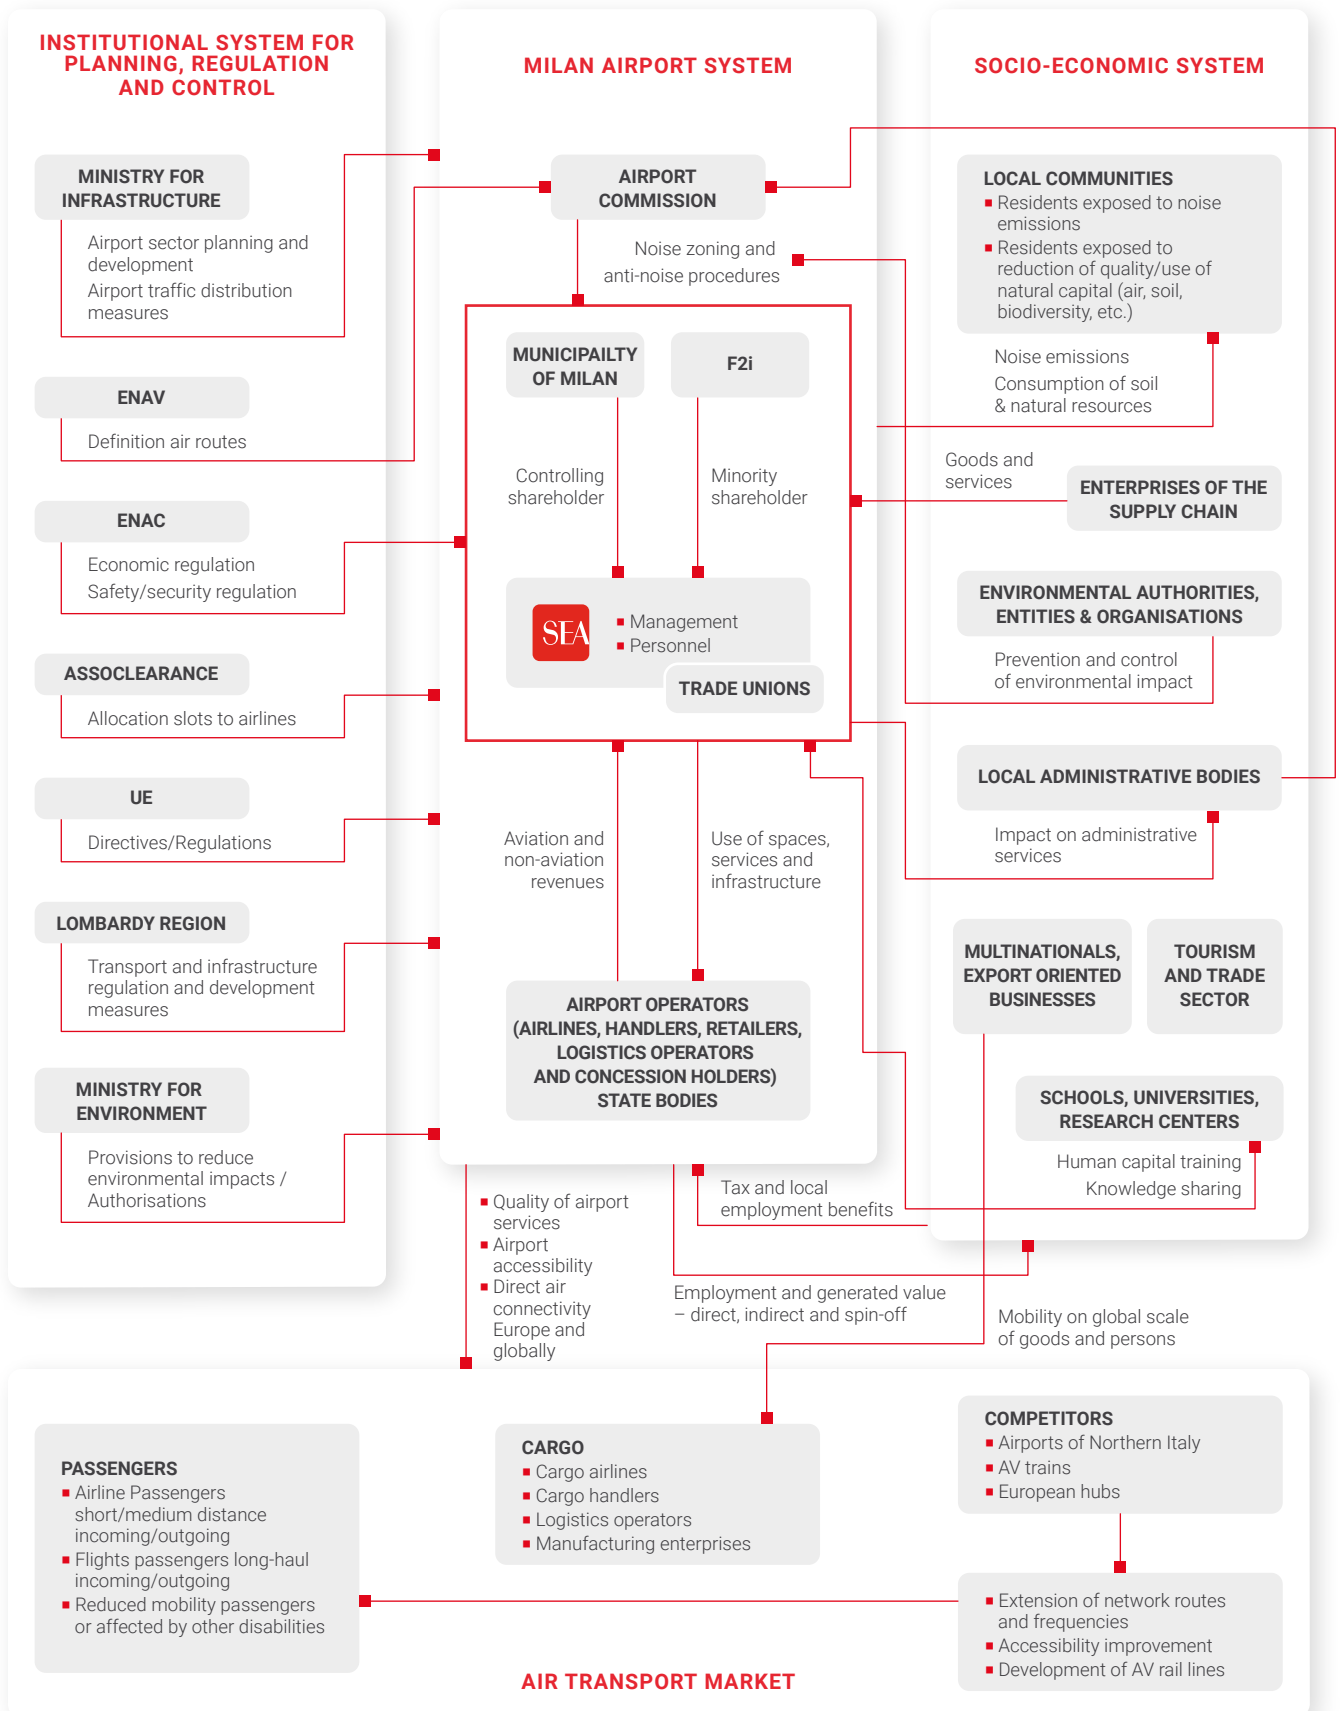 INSTITUTIONAL SYSTEM FOR
PLANNING, REGULATION
AND CONTROL
MINISTRY FOR
INFRASTRUCTURE
Airport sector planning and
development
Airport traffic distribution
measures
ENAV
Definition air routes
ENAC
Economic regulation
Safety/security regulation
ASSOCLEARANCE
Allocation slots to airlines
UE
Directives/Regulations
LOMBARDY REGION
Transport and infrastructure
regulation and development
measures
MINISTRY FOR
ENVIRONMENT
Provisions to reduce
environmental impacts /
Authorisations
MILAN AIRPORT SYSTEM
AIRPORT
COMMISSION
Noise zoning and
anti-noise procedures
MUNICIPAILTY
OF MILAN
F2i
Controlling
shareholder
Minority
shareholder
SEA
Management
Personnel
TRADE UNIONS
Aviation and
non-aviation
revenues
Use of spaces,
services and
infrastructure
AIRPORT OPERATORS
(AIRLINES, HANDLERS, RETAILERS,
LOGISTICS OPERATORS
AND CONCESSION HOLDERS)
STATE BODIES
SOCIO-ECONOMIC SYSTEM
LOCAL COMMUNITIES
Residents exposed to noise
emissions
Residents exposed to
reduction of quality/use of
natural capital (air, soil,
biodiversity, etc.)
Noise emissions
Consumption of soil
& natural resources
Goods and
services
ENTERPRISES OF THE
SUPPLY CHAIN
ENVIRONMENTAL AUTHORITIES,
ENTITIES & ORGANISATIONS
Prevention and control
of environmental impact
LOCAL ADMINISTRATIVE BODIES
Impact on administrative
services
MULTINATIONALS,
EXPORT ORIENTED
BUSINESSES
TOURISM
AND TRADE
SECTOR
SCHOOLS, UNIVERSITIES,
RESEARCH CENTERS
Human capital training
Knowledge sharing
Quality of airport
services
Airport
accessibility
Direct air
connectivity
Europe and
globally
Tax and local
employment benefits
Employment and generated value
– direct, indirect and spin-off
Mobility on global scale
of goods and persons
PASSENGERS
Airline Passengers
short/medium distance
incoming/outgoing
Flights passengers long-haul
incoming/outgoing
Reduced mobility passengers
or affected by other disabilities
CARGO
Cargo airlines
Cargo handlers
Logistics operators
Manufacturing enterprises
COMPETITORS
Airports of Northern Italy
AV trains
European hubs
Extension of network routes
and frequencies
Accessibility improvement
Development of AV rail lines
AIR TRANSPORT MARKET